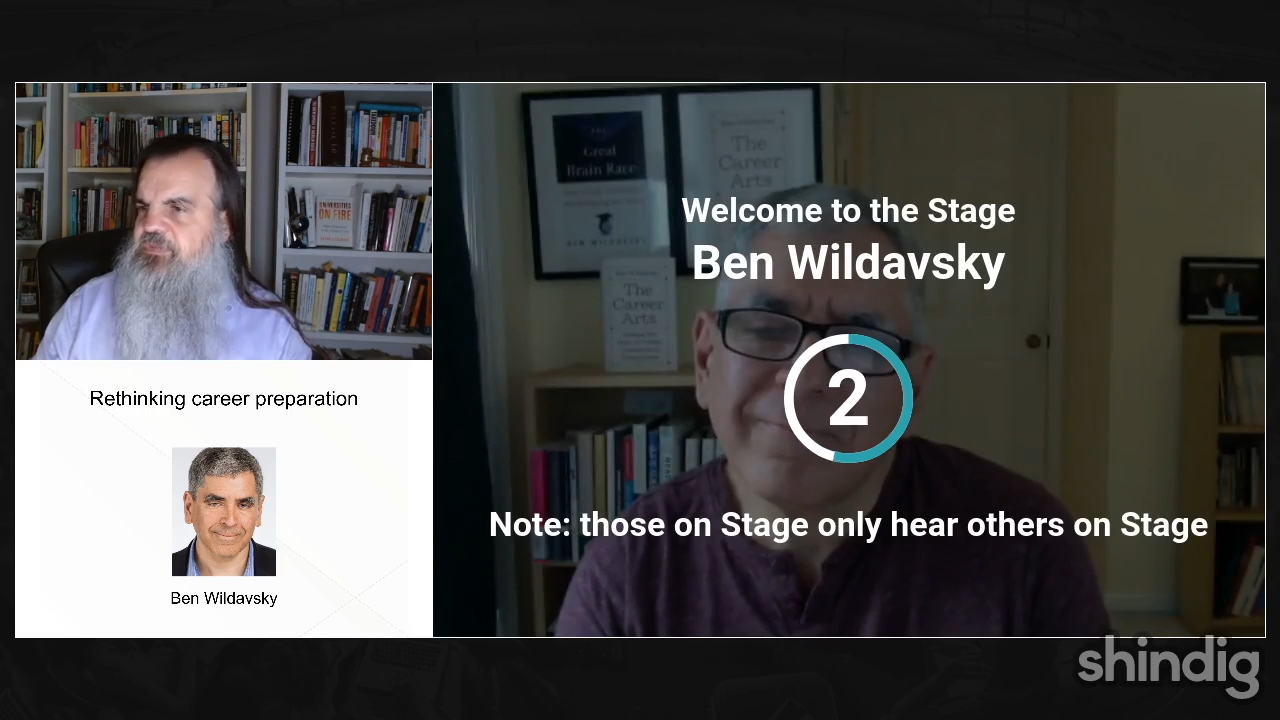 UNIVERSITIES
ON FIRE
Rethinking career preparation
Ben Wildavsky
Great
Brain Race
BEN WILDAVSKY
The
Career
Arts
The
Career
Arts
Welcome to the Stage
Ben Wildavsky
2
Note: those on Stage only hear others on Stage
shindig